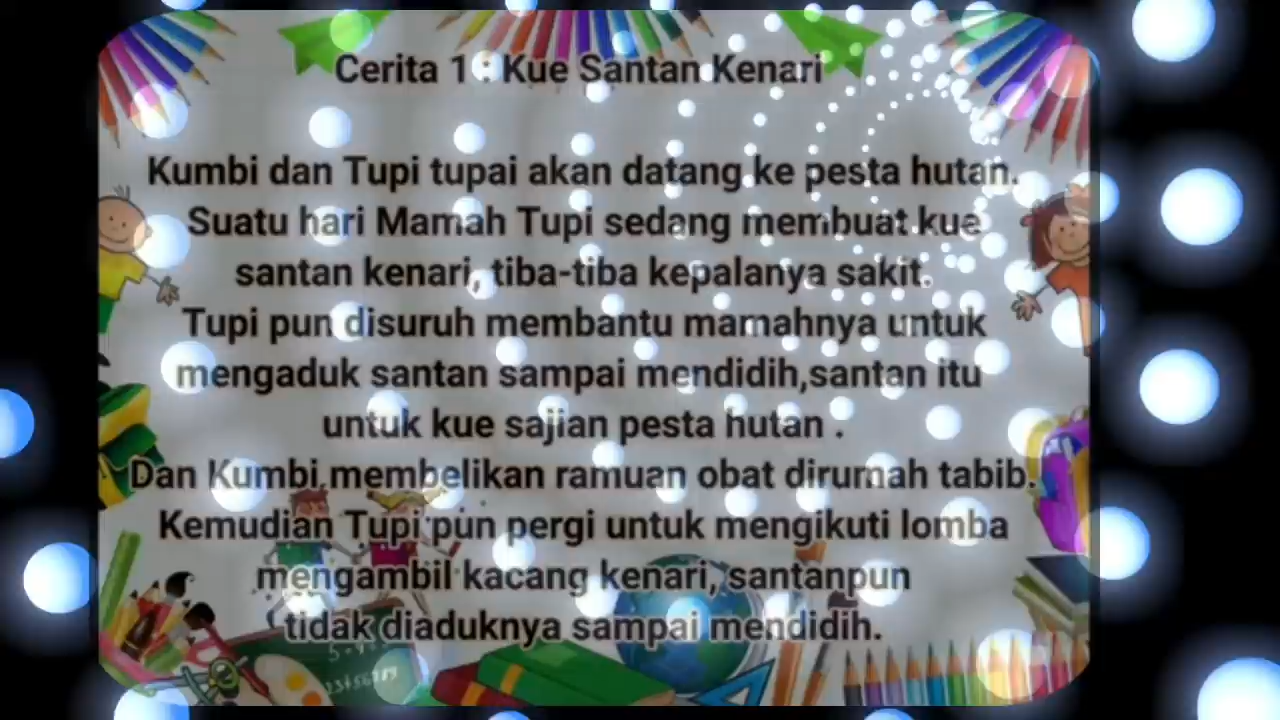 Cerita 1 : Kue Santan Kenari
Kumbi dan Tupi tupai akan datang ke pesta hutan.
Suatu hari Mamah Tupi sedang membuat kue
santan kenari, tiba-tiba kepalanya sakit.
Tupi pun disuruh membantu mamahnya untuk
mengaduk santan sampai mendidih,santan itu
untuk kue sajian pesta hutan .
Dan Kumbi membelikan ramuan obat dirumah tabib.
Kemudian Tupi pun pergi untuk mengikuti lomba
mengambil kacang kenari, santanpun
tidak diaduknya sampai mendidih.